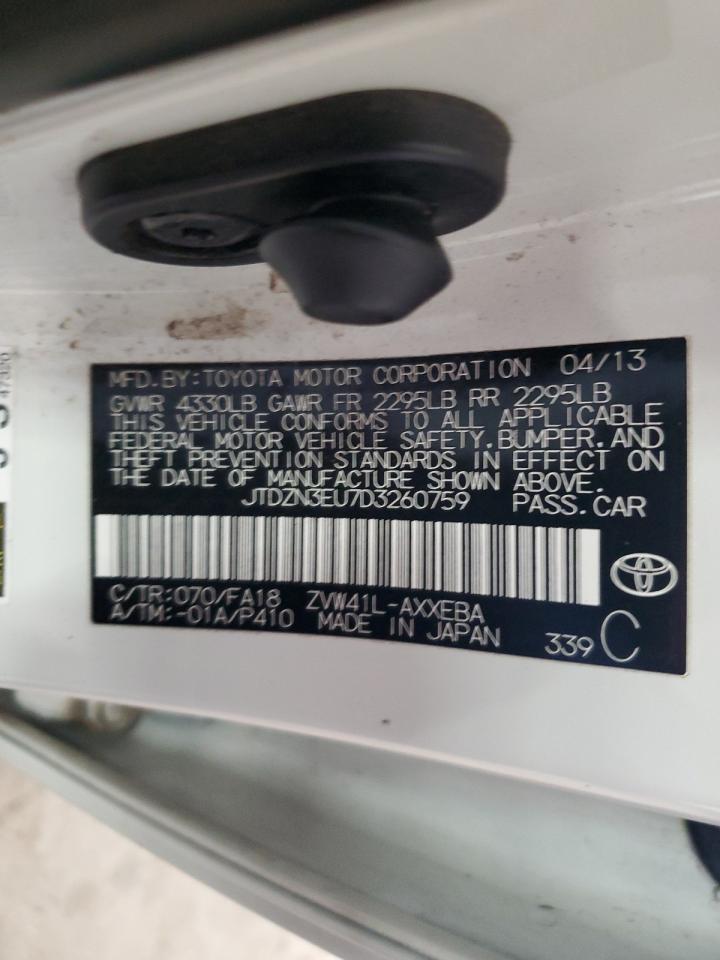 MFD. BY: TOYOTA MOTOR CORPORATION 04/13
GVWR 4330LB GAWR FR 2295LB RR 2295LB
THIS VEHICLE CONFORMS TO ALL APPLICABLE
FEDERAL MOTOR VEHICLE SAFETY, BUMPER, AND
THEFT PREVENTION STANDARDS IN EFFECT ON
THE DATE OF MANUFACTURE SHOWN ABOVE.
JTDZN3EU7D3260759 PASS. CAR
C/TR: 070/FA18 ZVW41L-AXXEBA
A/TM: -01A/P410 MADE IN JAPAN
339 C